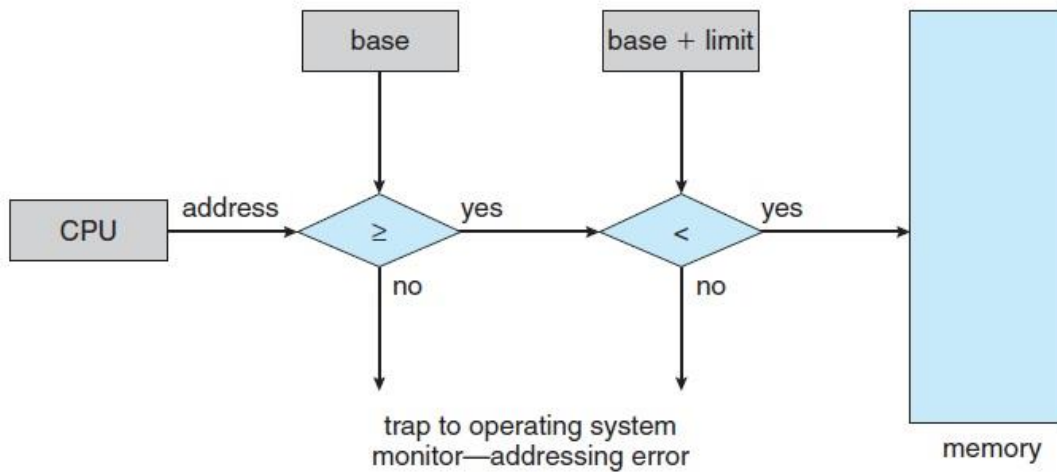 base
base + limit
CPU
address
≥
yes
<
yes
no
no
trap to operating system
monitor—addressing error
memory